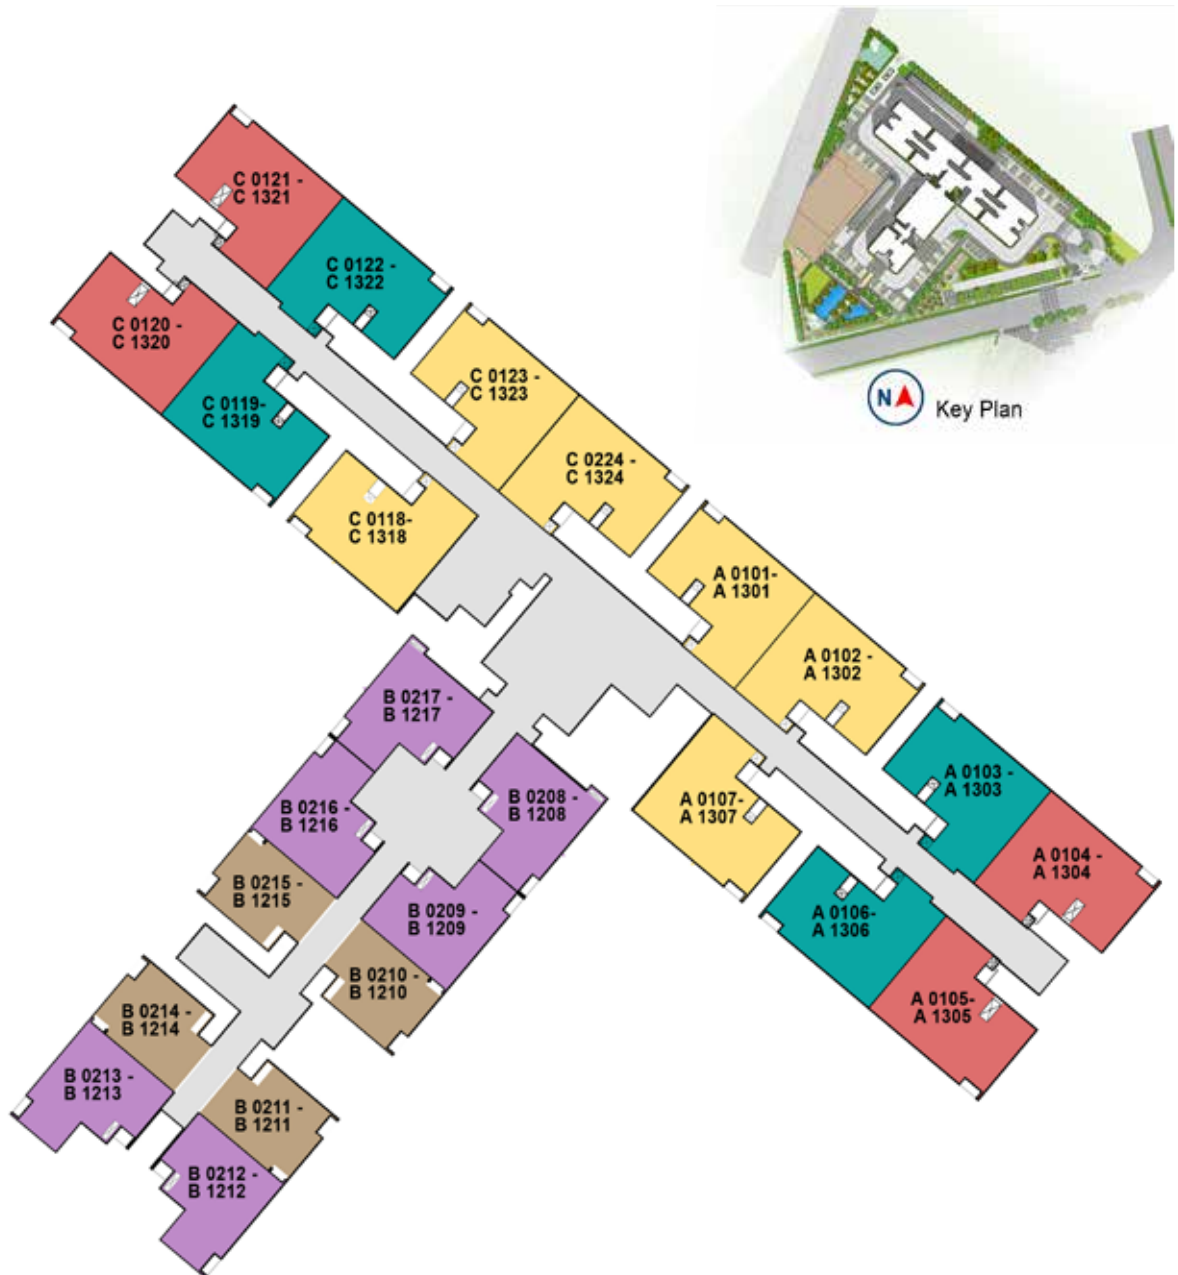 C 0121 -
C 1321
C 0122 -
C 1322
C 0120 -
C 1320
C 0123 -
C 1323
N
Key Plan
C 0119-
C 1319
C 0224 -
C 1324
C 0118-
C 1318
A 0101-
A 1301
A 0102 -
A 1302
B 0217 -
B 1217
A 0103 -
A 1303
B 0208 -
B 1208
A 0107-
A 1307
B 0216 -
B 1216
A 0104 -
A 1304
B 0215 -
B 1215
B 0209 -
B 1209
A 0106-
A 1306
B 0210 -
B 1210
A 0105-
A 1305
B 0214 -
B 1214
B 0213 -
B 1213
B 0211 -
B 1211
B 0212 -
B 1212